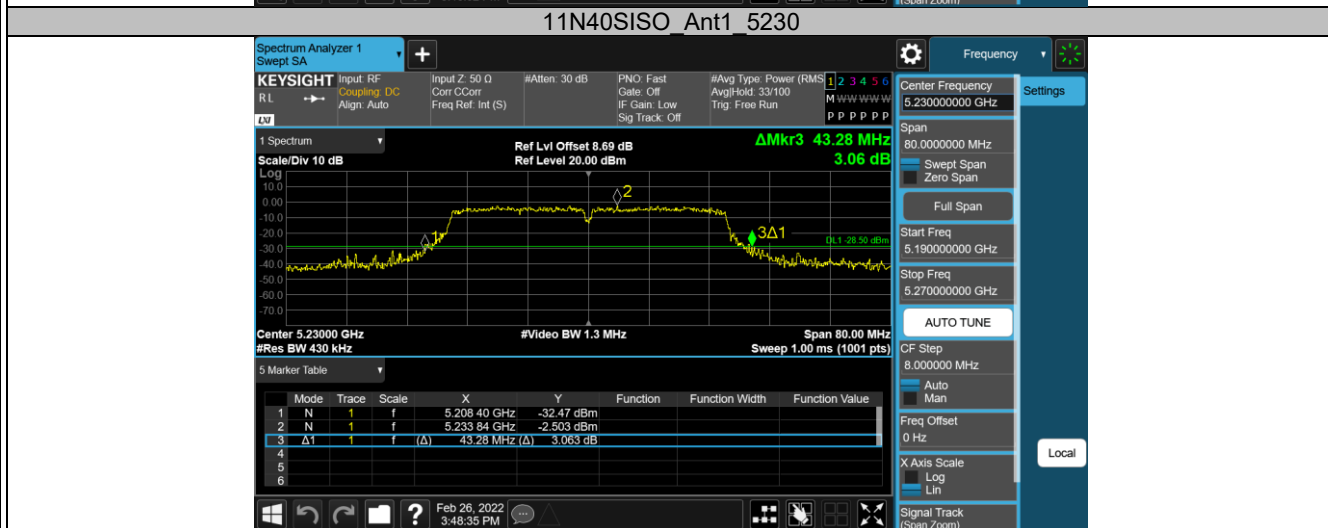 (Span Zoom)
11N40SISO_Ant1_5230
Spectrum Analyzer 1
Swept SA
Frequency
KEYSIGHT Input: RF Input Z: 50 Ω #Atten: 30 dB PNO: Fast #Avg Type: Power (RMS 1 2 3 4 5 6
RL Coupling: DC Corr CCorr Gate: Off Avg|Hold: 33/100 M W W W W W
Align: Auto Freq Ref: Int (S) IF Gain: Low Trig: Free Run
LXI Sig Track: Off P P P P P P
Center Frequency
5.230000000 GHz
Settings
1 Spectrum
Ref Lvl Offset 8.69 dB
ΔMkr3 43.28 MHz
Scale/Div 10 dB
Ref Level 20.00 dBm
3.06 dB
Span
80.0000000 MHz
Swept Span
Zero Span
Full Span
Log
10.0
0.00
-10.0
-20.0
-30.0
-40.0
-50.0
-60.0
-70.0
1
2
3Δ1
DL1 -28.50 dBm
Start Freq
5.190000000 GHz
Stop Freq
5.270000000 GHz
AUTO TUNE
Center 5.23000 GHz #Video BW 1.3 MHz Span 80.00 MHz
#Res BW 430 kHz Sweep 1.00 ms (1001 pts)
CF Step
8.000000 MHz
Auto
Man
5 Marker Table
Mode Trace Scale X Y Function Function Width Function Value
1 N 1 f 5.208 40 GHz -32.47 dBm
2 N 1 f 5.233 84 GHz -2.503 dBm
3 Δ1 1 f (Δ) 43.28 MHz (Δ) 3.063 dB
4
5
6
Freq Offset
0 Hz
X Axis Scale
Log
Lin
Local
Signal Track
(Span Zoom)
? Feb 26, 2022
3:48:35 PM